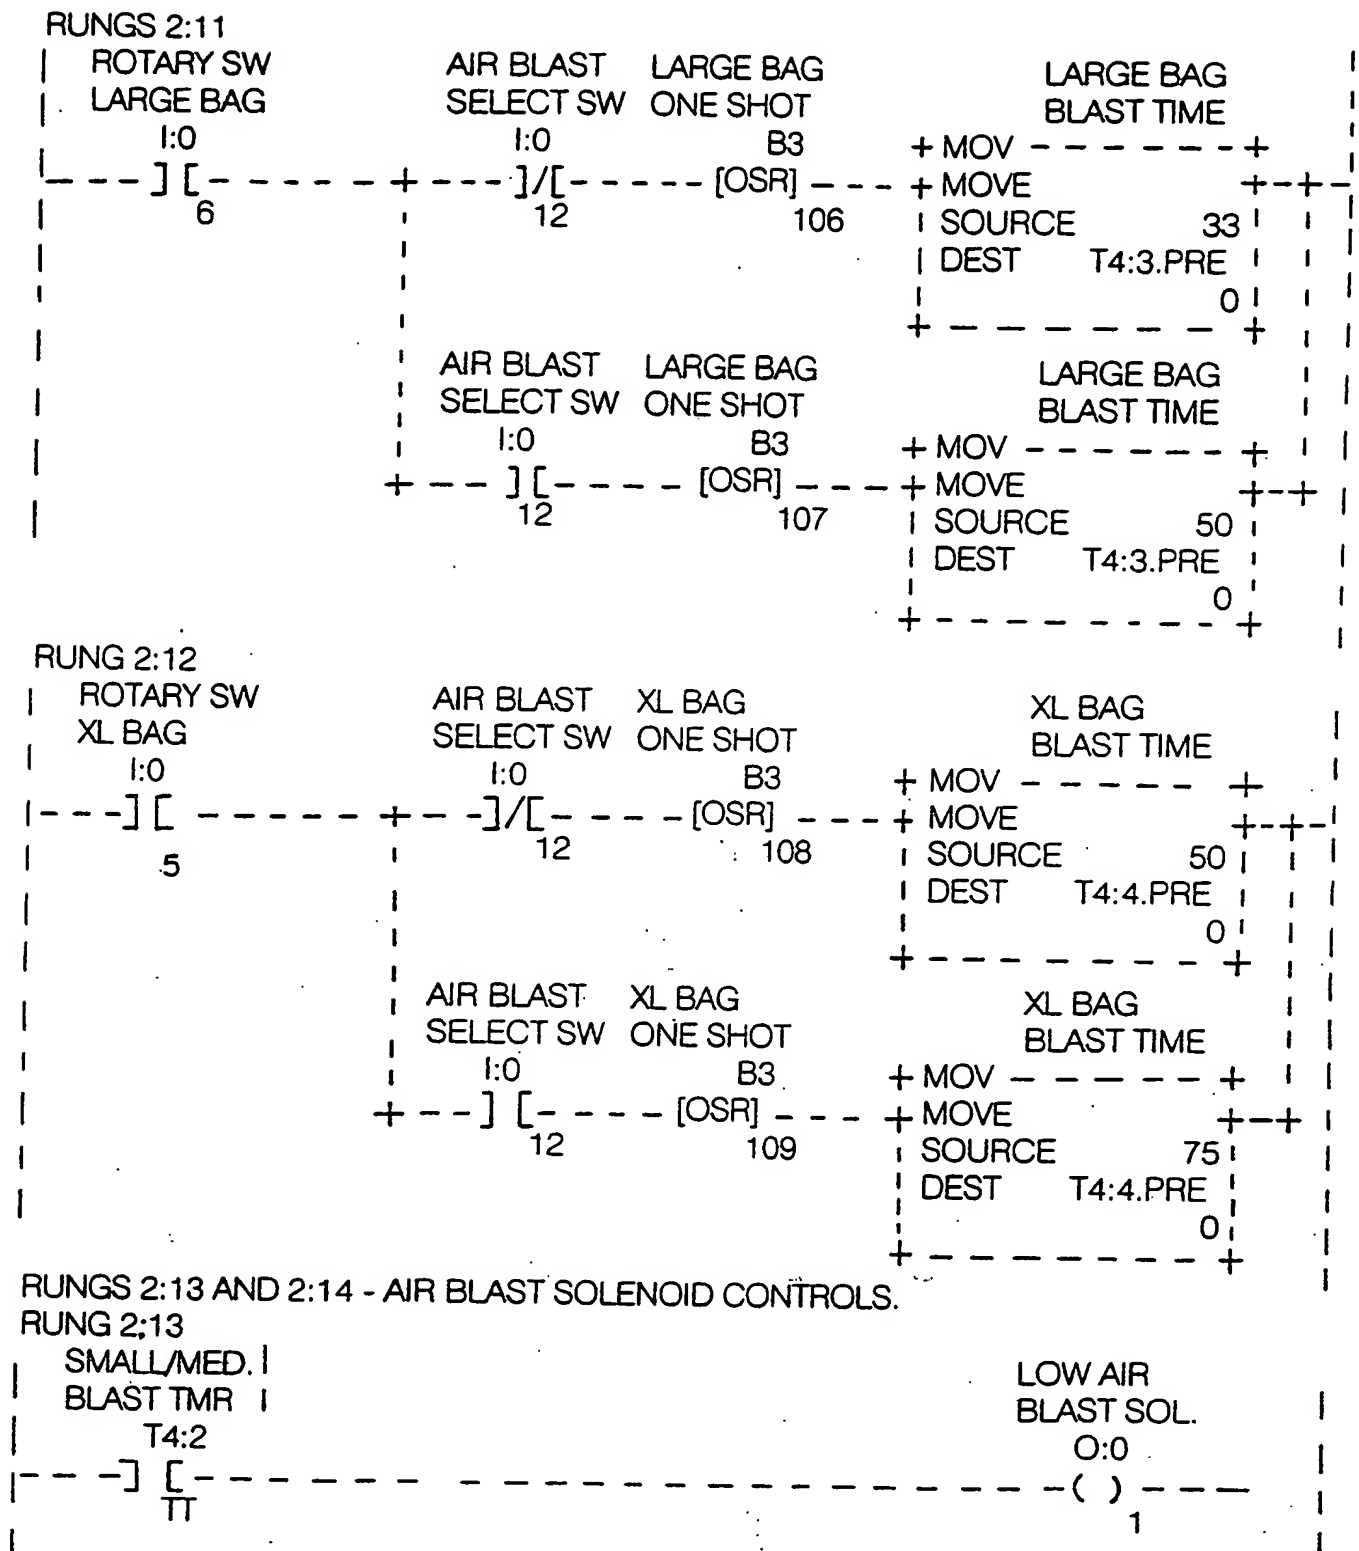 RUNGS 2:11
ROTARY SW
LARGE BAG
I:0
] [
6
AIR BLAST
SELECT SW
I:0
]/[
12
LARGE BAG
ONE SHOT
B3
[OSR]
106
LARGE BAG
BLAST TIME
MOV
MOVE
SOURCE 33
DEST T4:3.PRE
0
AIR BLAST
SELECT SW
I:0
] [
12
LARGE BAG
ONE SHOT
B3
[OSR]
107
LARGE BAG
BLAST TIME
MOV
MOVE
SOURCE 50
DEST T4:3.PRE
0
RUNG 2:12
ROTARY SW
XL BAG
I:0
] [
5
AIR BLAST
SELECT SW
I:0
]/[
12
XL BAG
ONE SHOT
B3
[OSR]
108
XL BAG
BLAST TIME
MOV
MOVE
SOURCE 50
DEST T4:4.PRE
0
AIR BLAST
SELECT SW
I:0
] [
12
XL BAG
ONE SHOT
B3
[OSR]
109
XL BAG
BLAST TIME
MOV
MOVE
SOURCE 75
DEST T4:4.PRE
0
RUNGS 2:13 AND 2:14 - AIR BLAST SOLENOID CONTROLS.
RUNG 2:13
SMALL/MED.
BLAST TMR
T4:2
] [
TT
LOW AIR
BLAST SOL.
O:0
( )
1